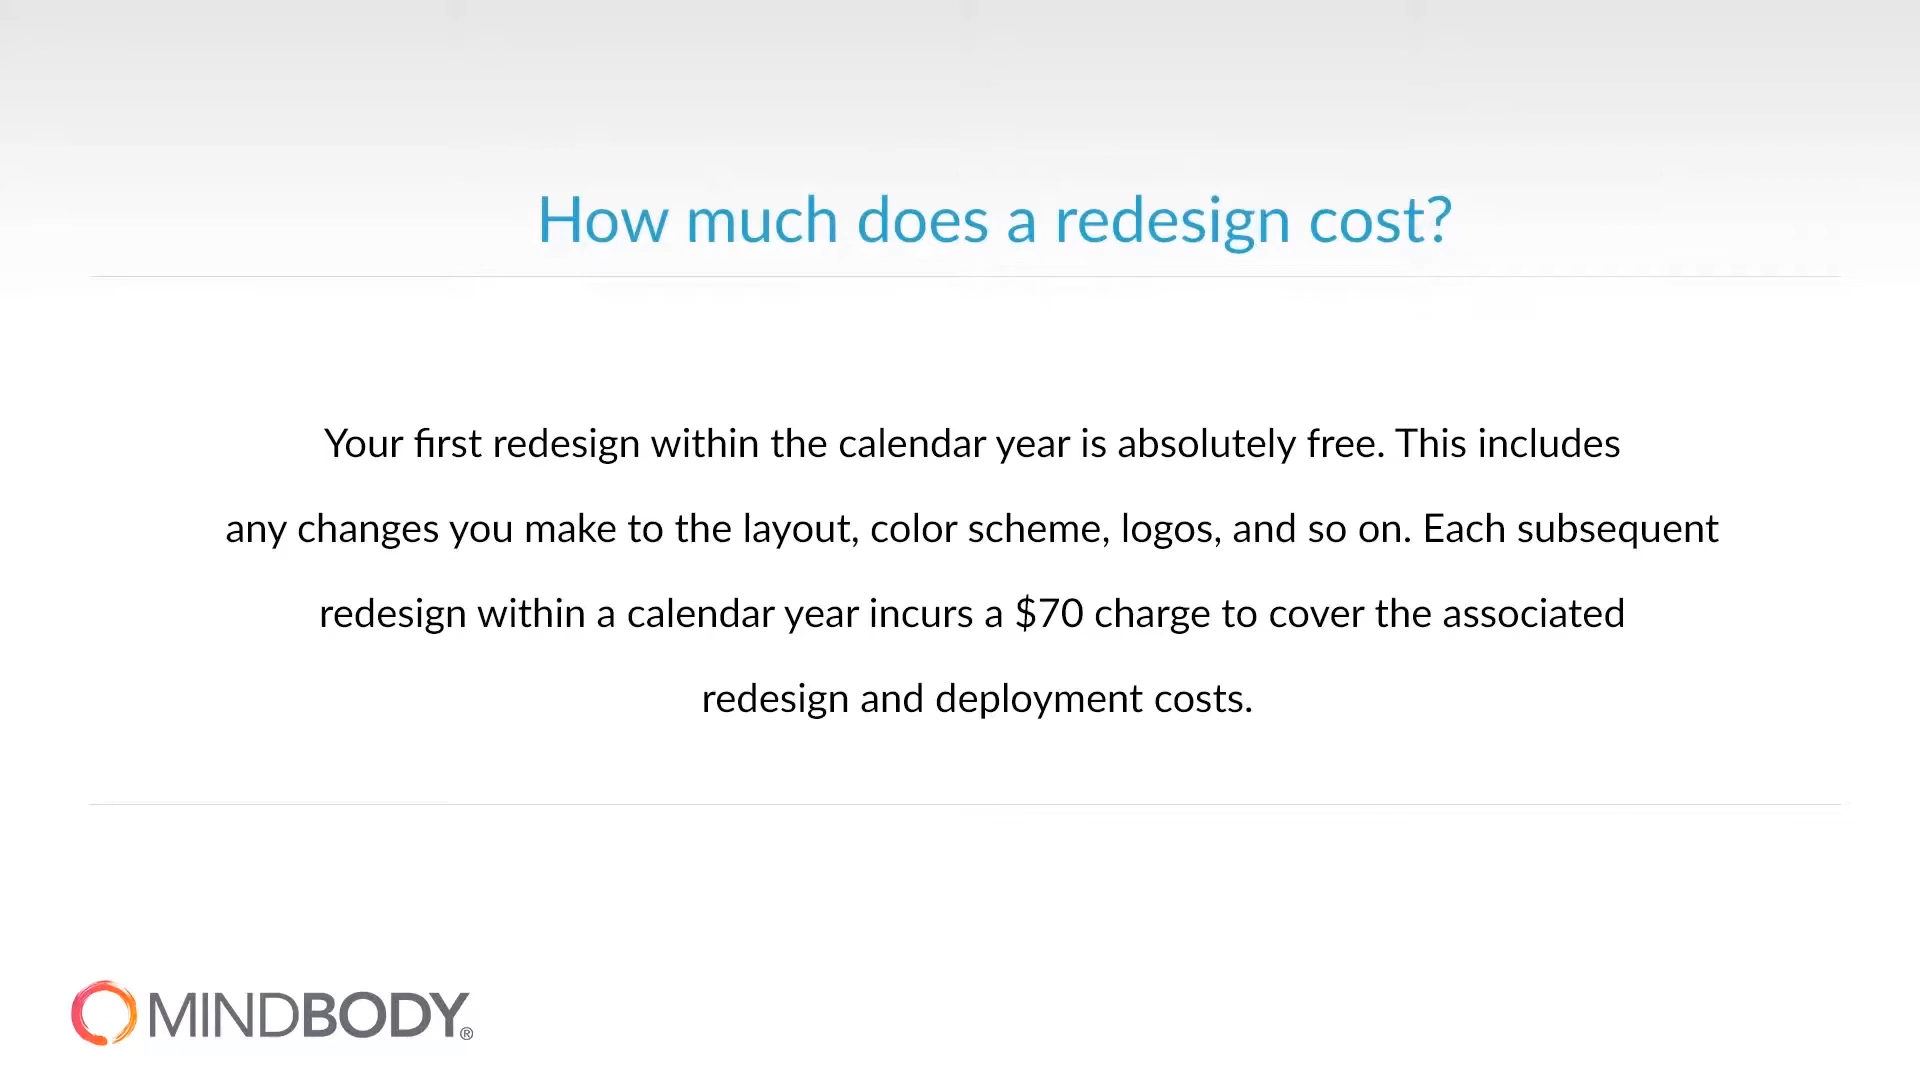 How much does a redesign cost?
Your first redesign within the calendar year is absolutely free. This includes
any changes you make to the layout, color scheme, logos, and so on. Each subsequent
redesign within a calendar year incurs a $70 charge to cover the associated
redesign and deployment costs.
MINDBODY®